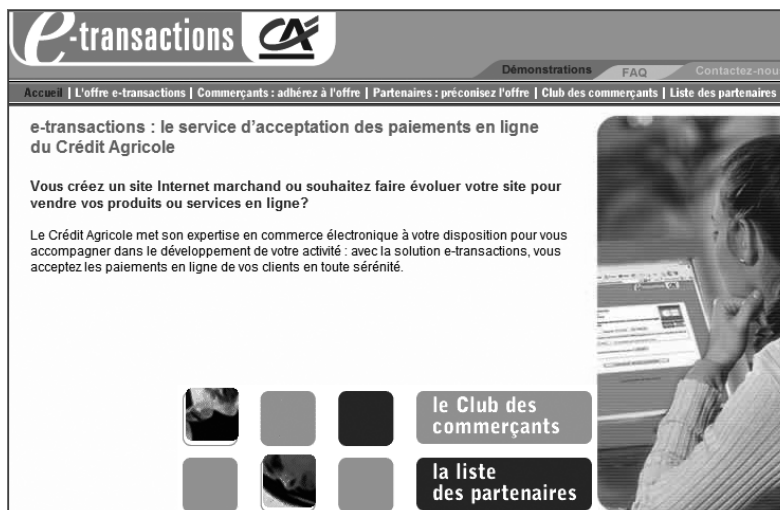 e-transactions CA
Démonstrations FAQ Contactez-nou
Accueil | L'offre e-transactions | Commerçants : adhérez à l'offre | Partenaires : préconisez l'offre | Club des commerçants | Liste des partenaires
e-transactions : le service d'acceptation des paiements en ligne
du Crédit Agricole
Vous créez un site Internet marchand ou souhaitez faire évoluer votre site pour
vendre vos produits ou services en ligne?
Le Crédit Agricole met son expertise en commerce électronique à votre disposition pour vous
accompagner dans le développement de votre activité : avec la solution e-transactions, vous
acceptez les paiements en ligne de vos clients en toute sérénité.
le Club des
commerçants
la liste
des partenaires